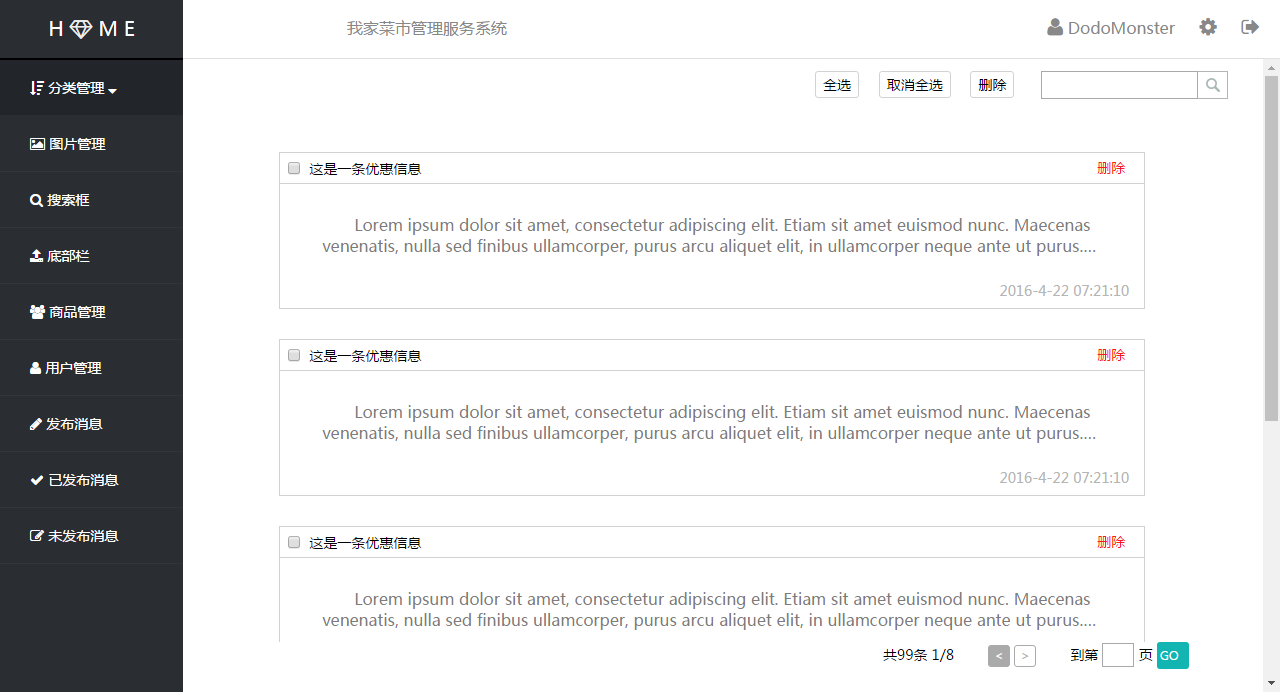 H ME
我家菜市管理服务系统
DodoMonster
分类管理
图片管理
搜索框
底部栏
商品管理
用户管理
发布消息
已发布消息
未发布消息
全选 取消全选 删除
这是一条优惠信息 删除
Lorem ipsum dolor sit amet, consectetur adipiscing elit. Etiam sit amet euismod nunc. Maecenas
venenatis, nulla sed finibus ullamcorper, purus arcu aliquet elit, in ullamcorper neque ante ut purus....
2016-4-22 07:21:10
这是一条优惠信息 删除
Lorem ipsum dolor sit amet, consectetur adipiscing elit. Etiam sit amet euismod nunc. Maecenas
venenatis, nulla sed finibus ullamcorper, purus arcu aliquet elit, in ullamcorper neque ante ut purus....
2016-4-22 07:21:10
这是一条优惠信息 删除
Lorem ipsum dolor sit amet, consectetur adipiscing elit. Etiam sit amet euismod nunc. Maecenas
venenatis, nulla sed finibus ullamcorper, purus arcu aliquet elit, in ullamcorper neque ante ut purus....
共99条 1/8 < > 到第 页 GO